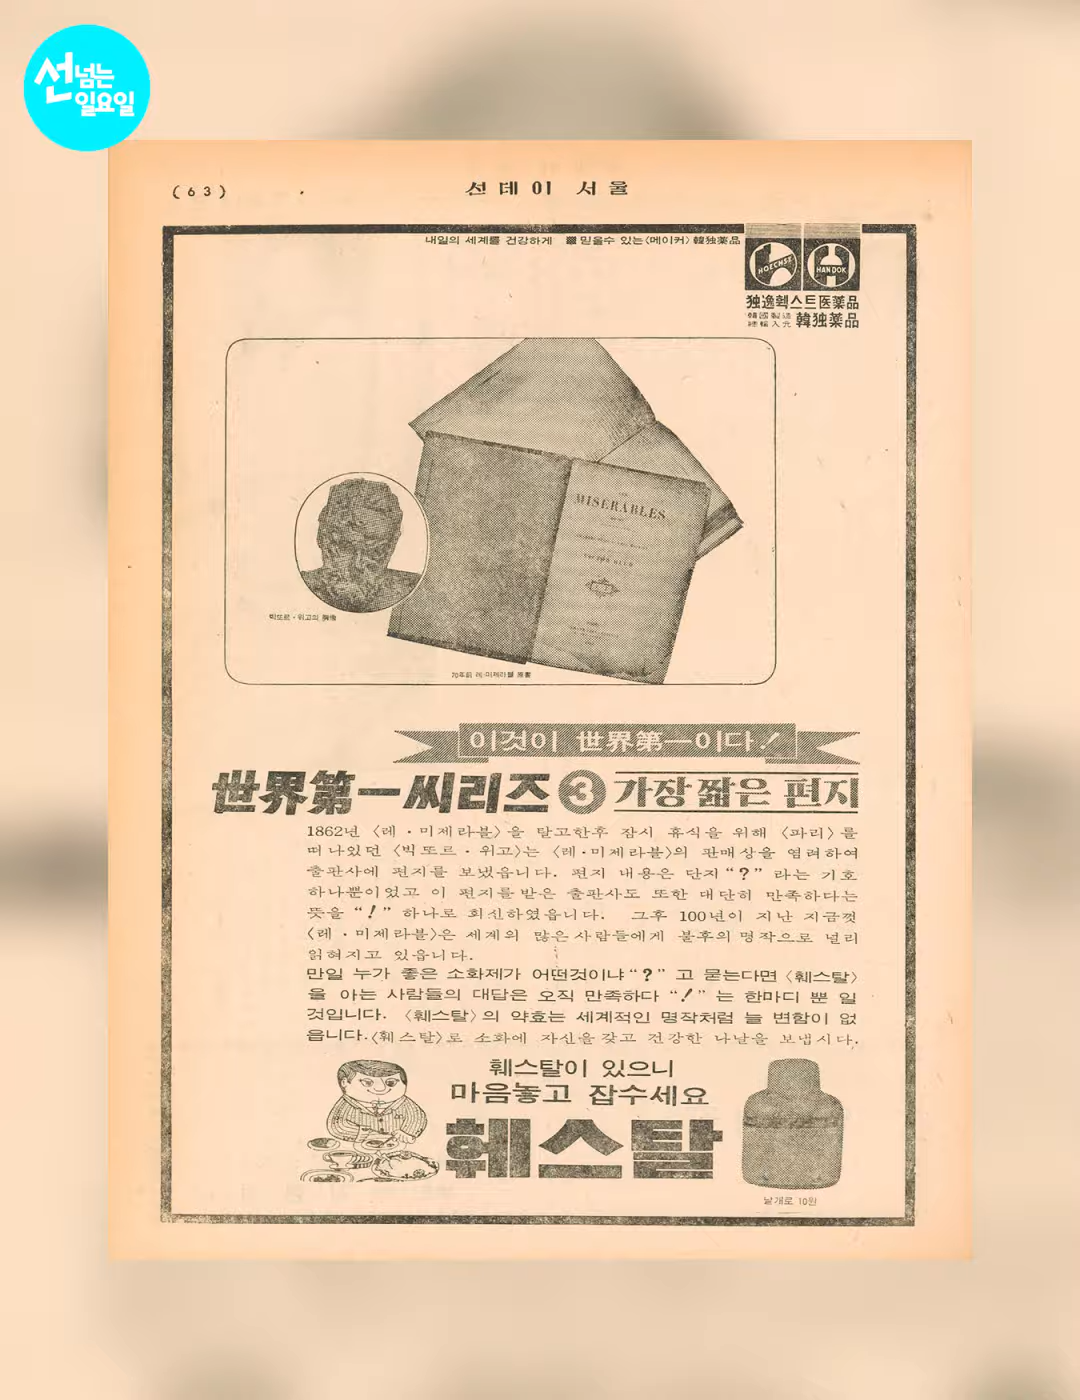 선넘는
일요일
(63)
선데이 서울
내일의 세계를 건강하게 ■믿을수 있는〈메이커〉韓独薬品
HOECHST
HANDOK
独逸훽스트医薬品
韓独薬品
MISÉRABLES
VICTOR HUGO
빅또르·위고의 胸像
70年前 레·미제라블 原書
이것이 世界第一이다!
世界第一씨리즈 3 가장 짧은 편지
1862년 〈레·미제라블〉을 탈고한후 잠시 휴식을 위해 〈파리〉를
떠나있던 〈빅또르·위고〉는 〈레·미제라블〉의 판매상을 염려하여
출판사에 편지를 보냈읍니다. 편지 내용은 단지“?” 라는 기호
하나뿐이었고 이 편지를 받은 출판사도 또한 대단히 만족하다는
뜻을 “!” 하나로 회신하였읍니다. 그후 100년이 지난 지금껏
〈레·미제라블〉은 세계의 많은 사람들에게 불후의 명작으로 널리
읽혀지고 있읍니다.
만일 누가 좋은 소화제가 어떤것이냐“?” 고 묻는다면〈훼스탈〉
을 아는 사람들의 대답은 오직 만족하다 “!” 는 한마디 뿐 일
것입니다. 〈훼스탈〉의 약효는 세계적인 명작처럼 늘 변함이 없
읍니다.〈훼스탈〉로 소화에 자신을갖고 건강한 나날을 보냅시다.
훼스탈이 있으니
마음놓고 잡수세요
훼스탈
낱개로 10원